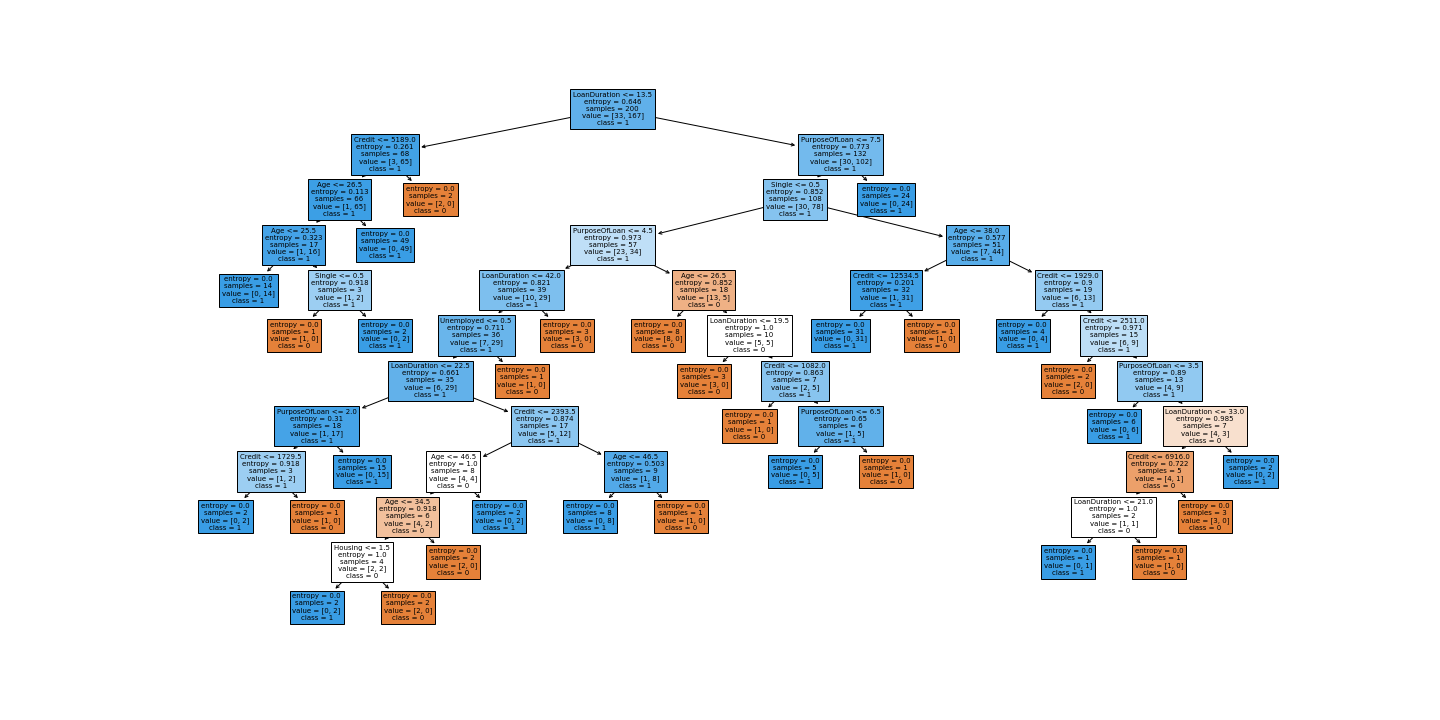 LoanDuration <= 13.5
entropy = 0.646
samples = 200
value = [33, 167]
class = 1
Credit <= 5189.0
entropy = 0.261
samples = 68
value = [3, 65]
class = 1
PurposeOfLoan <= 7.5
entropy = 0.773
samples = 132
value = [30, 102]
class = 1
Age <= 26.5
entropy = 0.113
samples = 66
value = [1, 65]
class = 1
entropy = 0.0
samples = 2
value = [2, 0]
class = 0
Single <= 0.5
entropy = 0.852
samples = 108
value = [30, 78]
class = 1
entropy = 0.0
samples = 24
value = [0, 24]
class = 1
Age <= 25.5
entropy = 0.323
samples = 17
value = [1, 16]
class = 1
entropy = 0.0
samples = 49
value = [0, 49]
class = 1
PurposeOfLoan <= 4.5
entropy = 0.973
samples = 57
value = [23, 34]
class = 1
Age <= 38.0
entropy = 0.577
samples = 51
value = [7, 44]
class = 1
entropy = 0.0
samples = 14
value = [0, 14]
class = 1
Single <= 0.5
entropy = 0.918
samples = 3
value = [1, 2]
class = 1
LoanDuration <= 42.0
entropy = 0.821
samples = 39
value = [10, 29]
class = 1
Age <= 26.5
entropy = 0.852
samples = 18
value = [13, 5]
class = 0
Credit <= 12534.5
entropy = 0.201
samples = 32
value = [1, 31]
class = 1
Credit <= 1929.0
entropy = 0.9
samples = 19
value = [6, 13]
class = 1
entropy = 0.0
samples = 1
value = [1, 0]
class = 0
entropy = 0.0
samples = 2
value = [0, 2]
class = 1
Unemployed <= 0.5
entropy = 0.711
samples = 36
value = [7, 29]
class = 1
entropy = 0.0
samples = 3
value = [3, 0]
class = 0
entropy = 0.0
samples = 8
value = [8, 0]
class = 0
LoanDuration <= 19.5
entropy = 1.0
samples = 10
value = [5, 5]
class = 0
entropy = 0.0
samples = 31
value = [0, 31]
class = 1
entropy = 0.0
samples = 1
value = [1, 0]
class = 0
entropy = 0.0
samples = 4
value = [0, 4]
class = 1
Credit <= 2511.0
entropy = 0.971
samples = 15
value = [6, 9]
class = 1
LoanDuration <= 22.5
entropy = 0.661
samples = 35
value = [6, 29]
class = 1
entropy = 0.0
samples = 1
value = [1, 0]
class = 0
entropy = 0.0
samples = 3
value = [3, 0]
class = 0
Credit <= 1082.0
entropy = 0.863
samples = 7
value = [2, 5]
class = 1
entropy = 0.0
samples = 2
value = [2, 0]
class = 0
PurposeOfLoan <= 3.5
entropy = 0.89
samples = 13
value = [4, 9]
class = 1
PurposeOfLoan <= 2.0
entropy = 0.31
samples = 18
value = [1, 17]
class = 1
Credit <= 2393.5
entropy = 0.874
samples = 17
value = [5, 12]
class = 1
entropy = 0.0
samples = 1
value = [1, 0]
class = 0
PurposeOfLoan <= 6.5
entropy = 0.65
samples = 6
value = [1, 5]
class = 1
entropy = 0.0
samples = 6
value = [0, 6]
class = 1
LoanDuration <= 33.0
entropy = 0.985
samples = 7
value = [4, 3]
class = 0
Credit <= 1729.5
entropy = 0.918
samples = 3
value = [1, 2]
class = 1
entropy = 0.0
samples = 15
value = [0, 15]
class = 1
Age <= 46.5
entropy = 1.0
samples = 8
value = [4, 4]
class = 0
Age <= 46.5
entropy = 0.503
samples = 9
value = [1, 8]
class = 1
entropy = 0.0
samples = 5
value = [0, 5]
class = 1
entropy = 0.0
samples = 1
value = [1, 0]
class = 0
Credit <= 6916.0
entropy = 0.722
samples = 5
value = [4, 1]
class = 0
entropy = 0.0
samples = 2
value = [0, 2]
class = 1
entropy = 0.0
samples = 2
value = [0, 2]
class = 1
entropy = 0.0
samples = 1
value = [1, 0]
class = 0
Age <= 34.5
entropy = 0.918
samples = 6
value = [4, 2]
class = 0
entropy = 0.0
samples = 2
value = [0, 2]
class = 1
entropy = 0.0
samples = 8
value = [0, 8]
class = 1
entropy = 0.0
samples = 1
value = [1, 0]
class = 0
LoanDuration <= 21.0
entropy = 1.0
samples = 2
value = [1, 1]
class = 0
entropy = 0.0
samples = 3
value = [3, 0]
class = 0
Housing <= 1.5
entropy = 1.0
samples = 4
value = [2, 2]
class = 0
entropy = 0.0
samples = 2
value = [2, 0]
class = 0
entropy = 0.0
samples = 1
value = [0, 1]
class = 1
entropy = 0.0
samples = 1
value = [1, 0]
class = 0
entropy = 0.0
samples = 2
value = [0, 2]
class = 1
entropy = 0.0
samples = 2
value = [2, 0]
class = 0